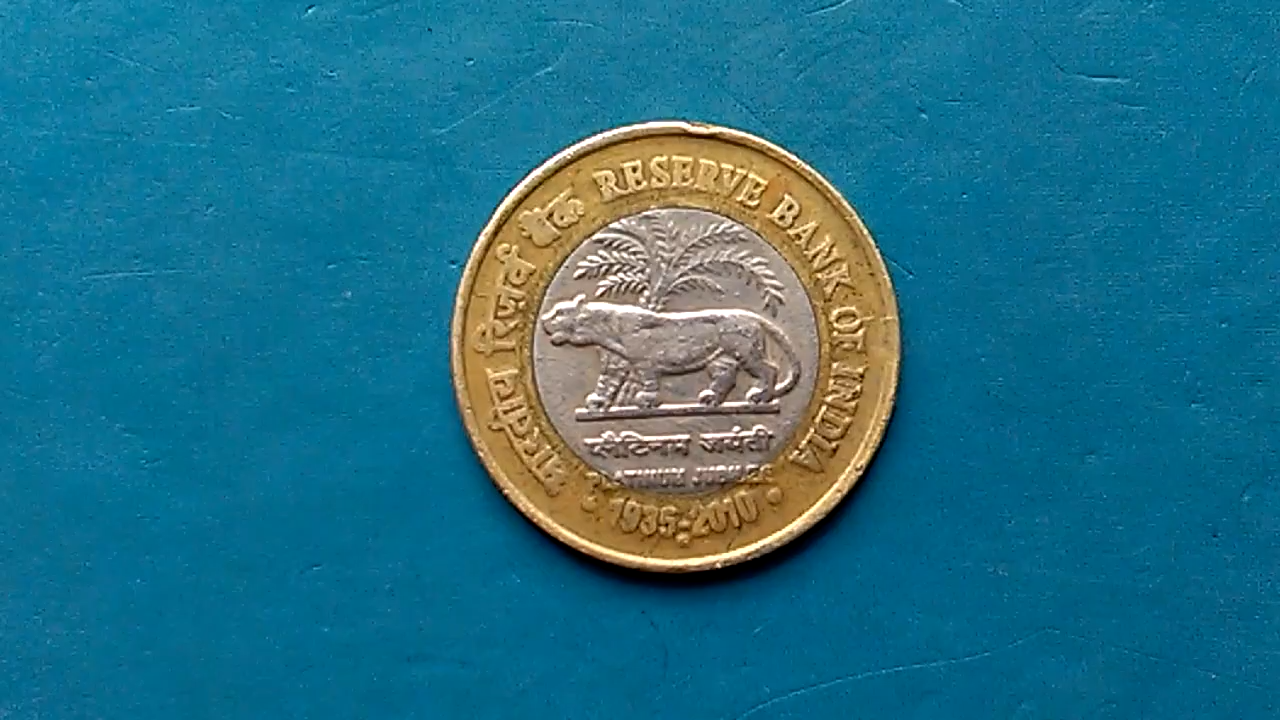 भारतीय रिज़र्व बैंक RESERVE BANK OF INDIA
प्लैटिनम जयंती
PLATINUM JUBILEE
1935-2010